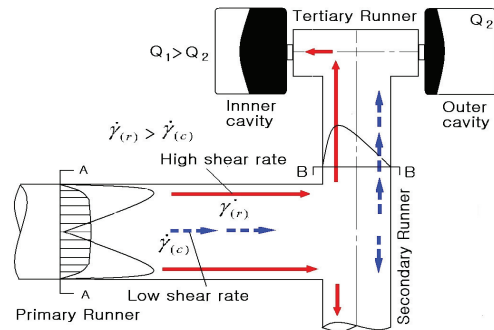 Tertiary Runner
Q₂
Q₁ > Q₂
Innner
cavity
Outer
cavity
γ̇(r) > γ̇(c)
High shear rate
A
B
B
γ̇(r)
γ̇(c)
Low shear rate
A
Primary Runner
Secondary Runner